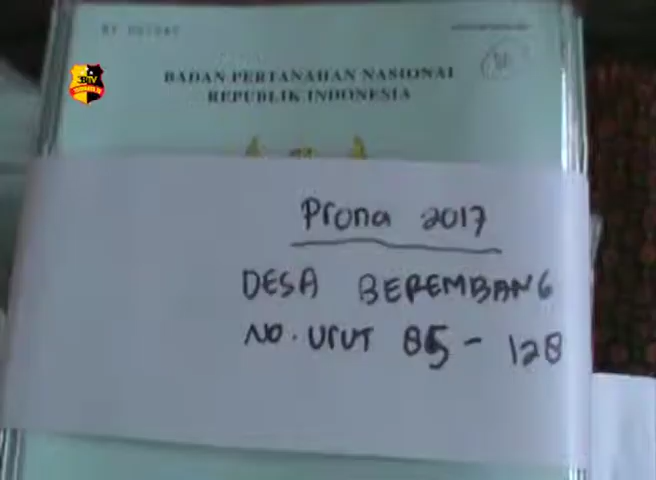 BADAN PERTANAHAN NASIONAL
REPUBLIK INDONESIA
Prona 2017
DESA BEREMBANG
NO. URUT 85 - 128